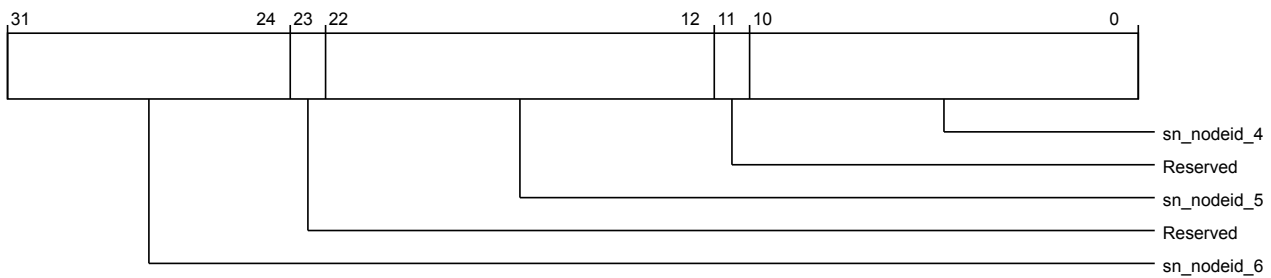 31 24 23 22 12 11 10 0
sn_nodeid_4
Reserved
sn_nodeid_5
Reserved
sn_nodeid_6